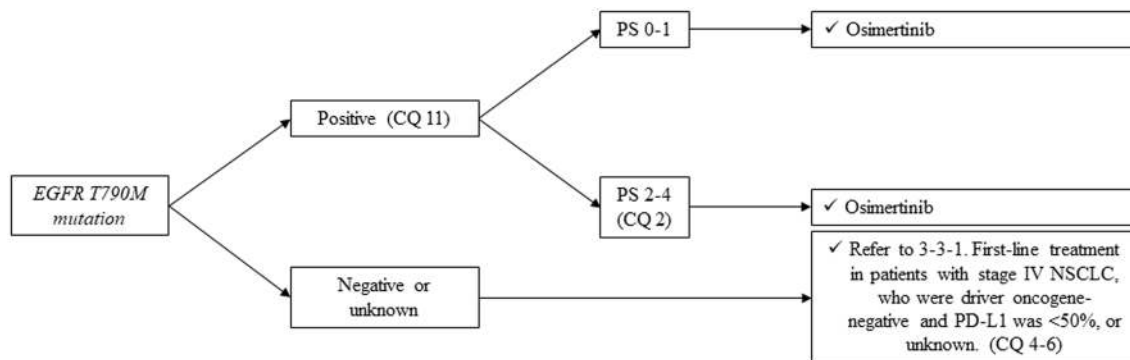 PS 0-1
✓ Osimertinib
Positive (CQ 11)
EGFR T790M
mutation
PS 2-4
(CQ 2)
✓ Osimertinib
Negative or
unknown
✓ Refer to 3-3-1. First-line treatment
in patients with stage IV NSCLC,
who were driver oncogene-
negative and PD-L1 was <50%, or
unknown. (CQ 4-6)